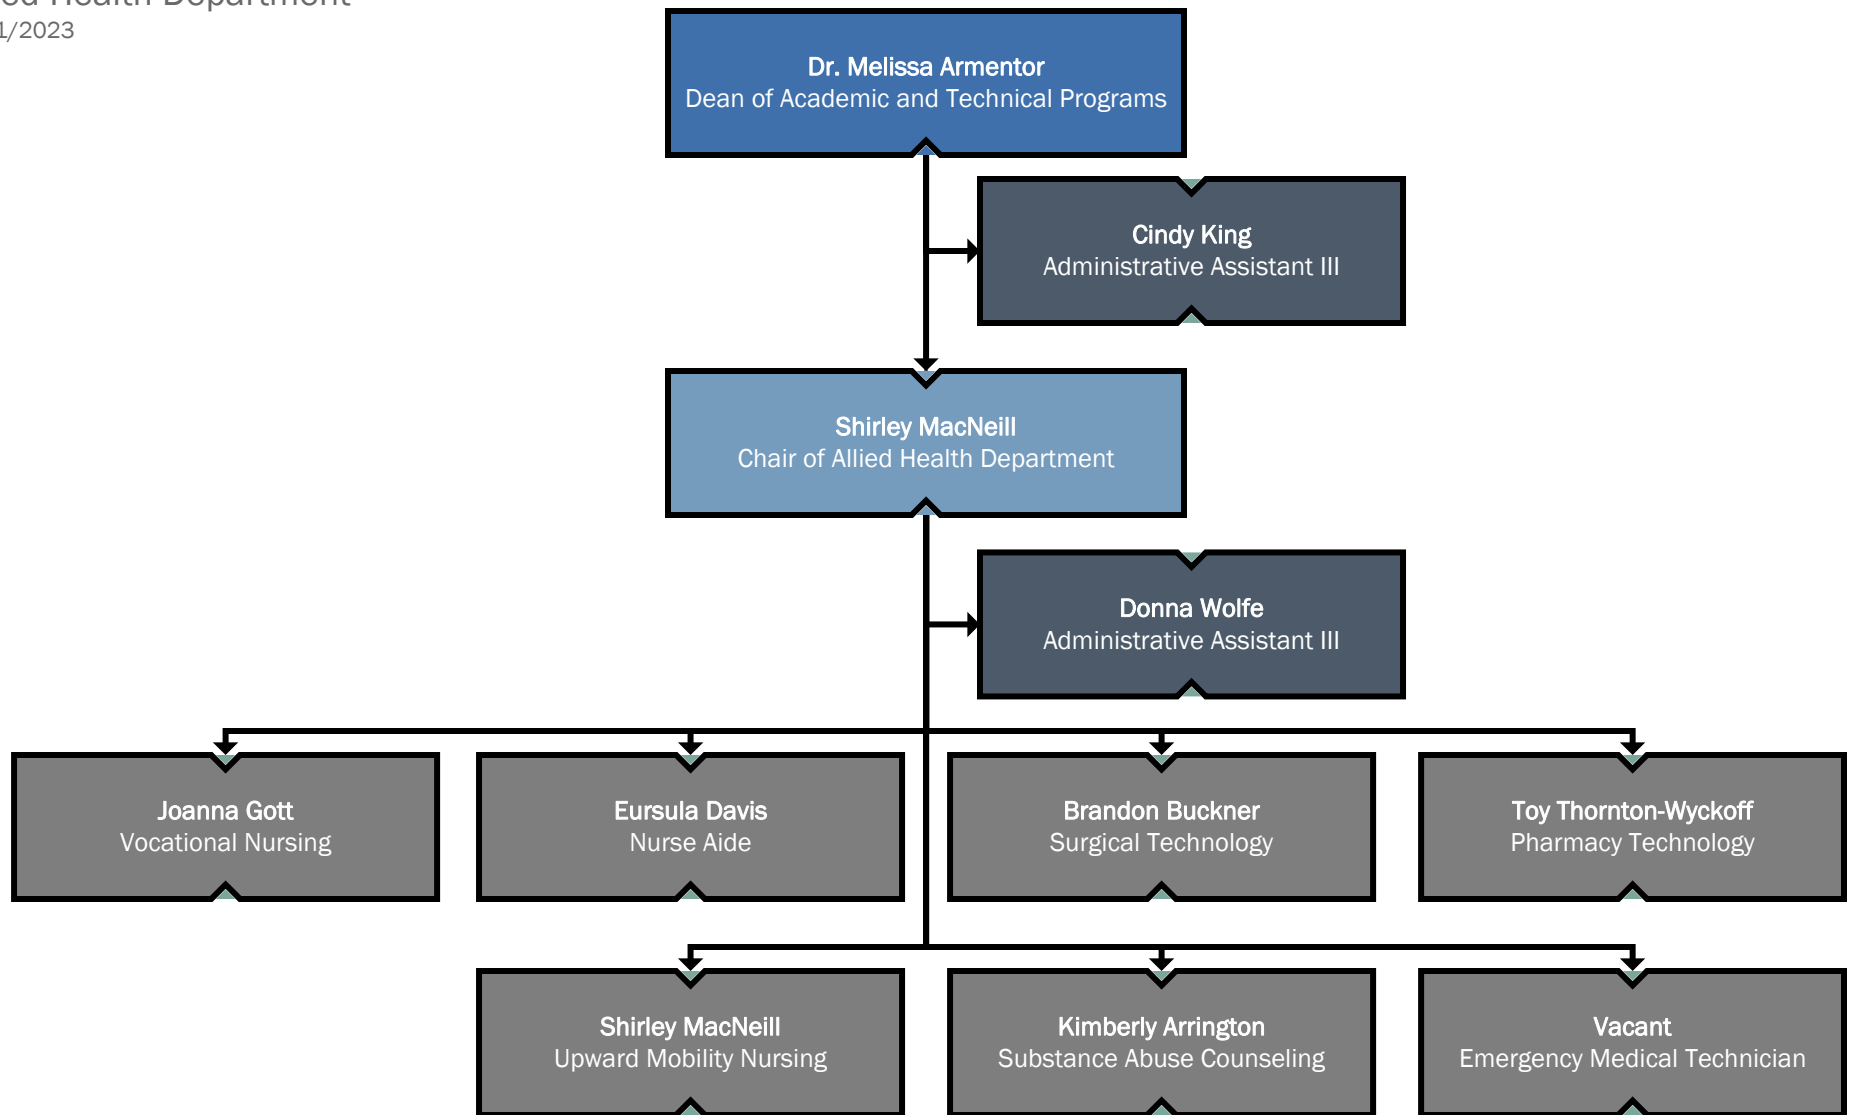 Health Department
/2023
Dr. Melissa Armentor
Dean of Academic and Technical Programs
Cindy King
Administrative Assistant III
Shirley MacNeill
Chair of Allied Health Department
Donna Wolfe
Administrative Assistant III
Joanna Gott
Vocational Nursing
Eursula Davis
Nurse Aide
Brandon Buckner
Surgical Technology
Toy Thornton-Wyckoff
Pharmacy Technology
Shirley MacNeill
Upward Mobility Nursing
Kimberly Arrington
Substance Abuse Counseling
Vacant
Emergency Medical Technician